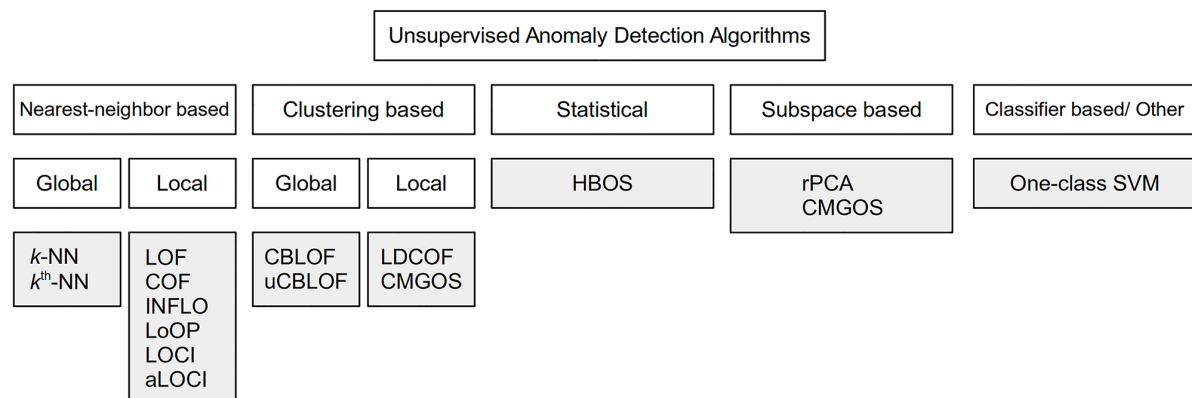 Unsupervised Anomaly Detection Algorithms
Nearest-neighbor based
Clustering based
Statistical
Subspace based
Classifier based/ Other
Global
Local
Global
Local
HBOS
rPCA
CMGOS
One-class SVM
k-NN
kth-NN
LOF
COF
INFLO
LoOP
LOCI
aLOCI
CBLOF
uCBLOF
LDCOF
CMGOS